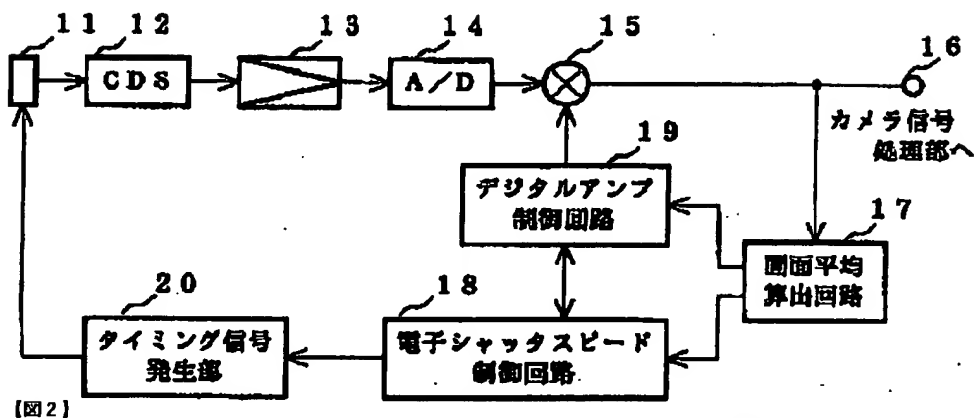 11
12
13
14
15
16
CDS
A/D
カメラ信号
処理部へ
19
デジタルアンプ
制御回路
17
画面平均
算出回路
20
18
タイミング信号
発生部
電子シャッタスピード
制御回路
【図2】